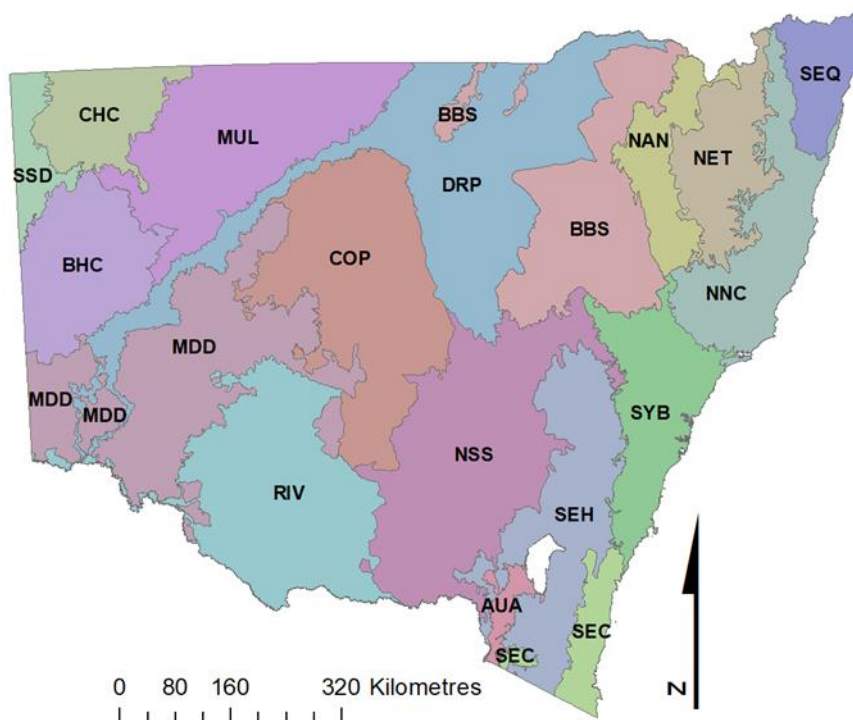 SEQ
CHC
BBS
MUL
NAN
NET
SSD
DRP
BBS
COP
BHC
NNC
MDD
MDD
MDD
SYB
NSS
RIV
SEH
AUA
SEC
SEC
N
0 80 160 320 Kilometres